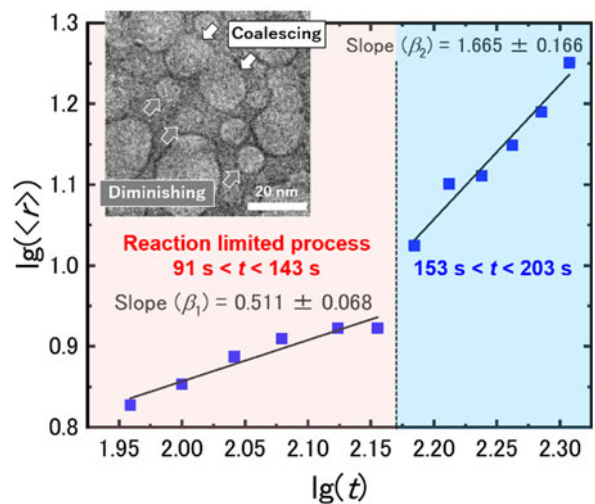 1.3
1.2
1.1
1.0
0.9
0.8
lg(<r>)
Coalescing
Diminishing
20 nm
Slope (β₂) = 1.665 ± 0.166
Reaction limited process
91 s < t < 143 s
153 s < t < 203 s
Slope (β₁) = 0.511 ± 0.068
1.95 2.00 2.05 2.10 2.15 2.20 2.25 2.30
lg(t)